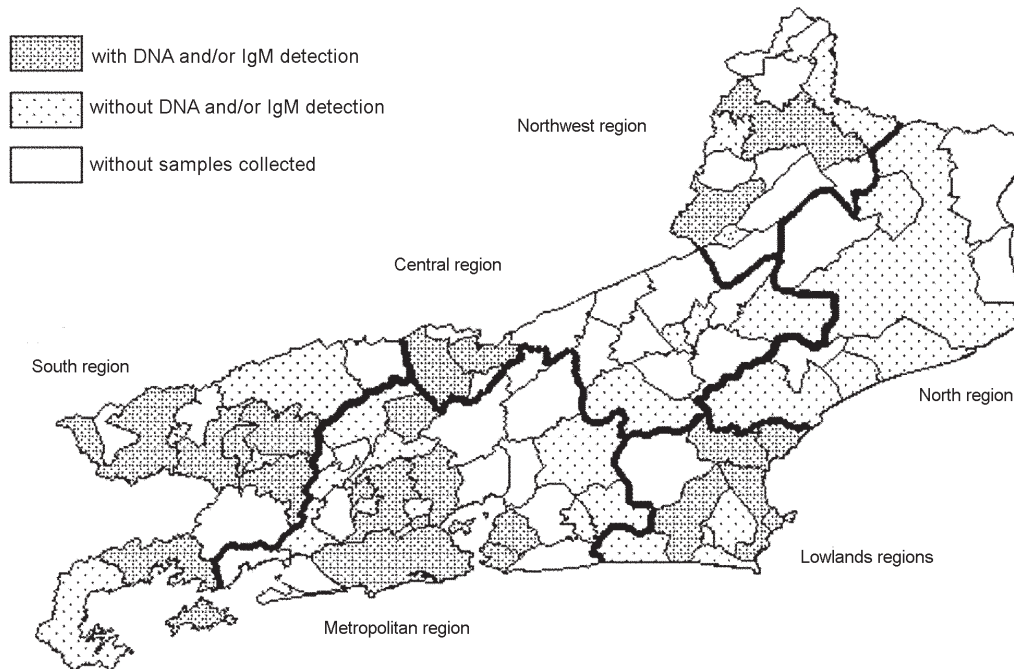 with DNA and/or IgM detection
without DNA and/or IgM detection
without samples collected
Northwest region
Central region
South region
North region
Lowlands regions
Metropolitan region